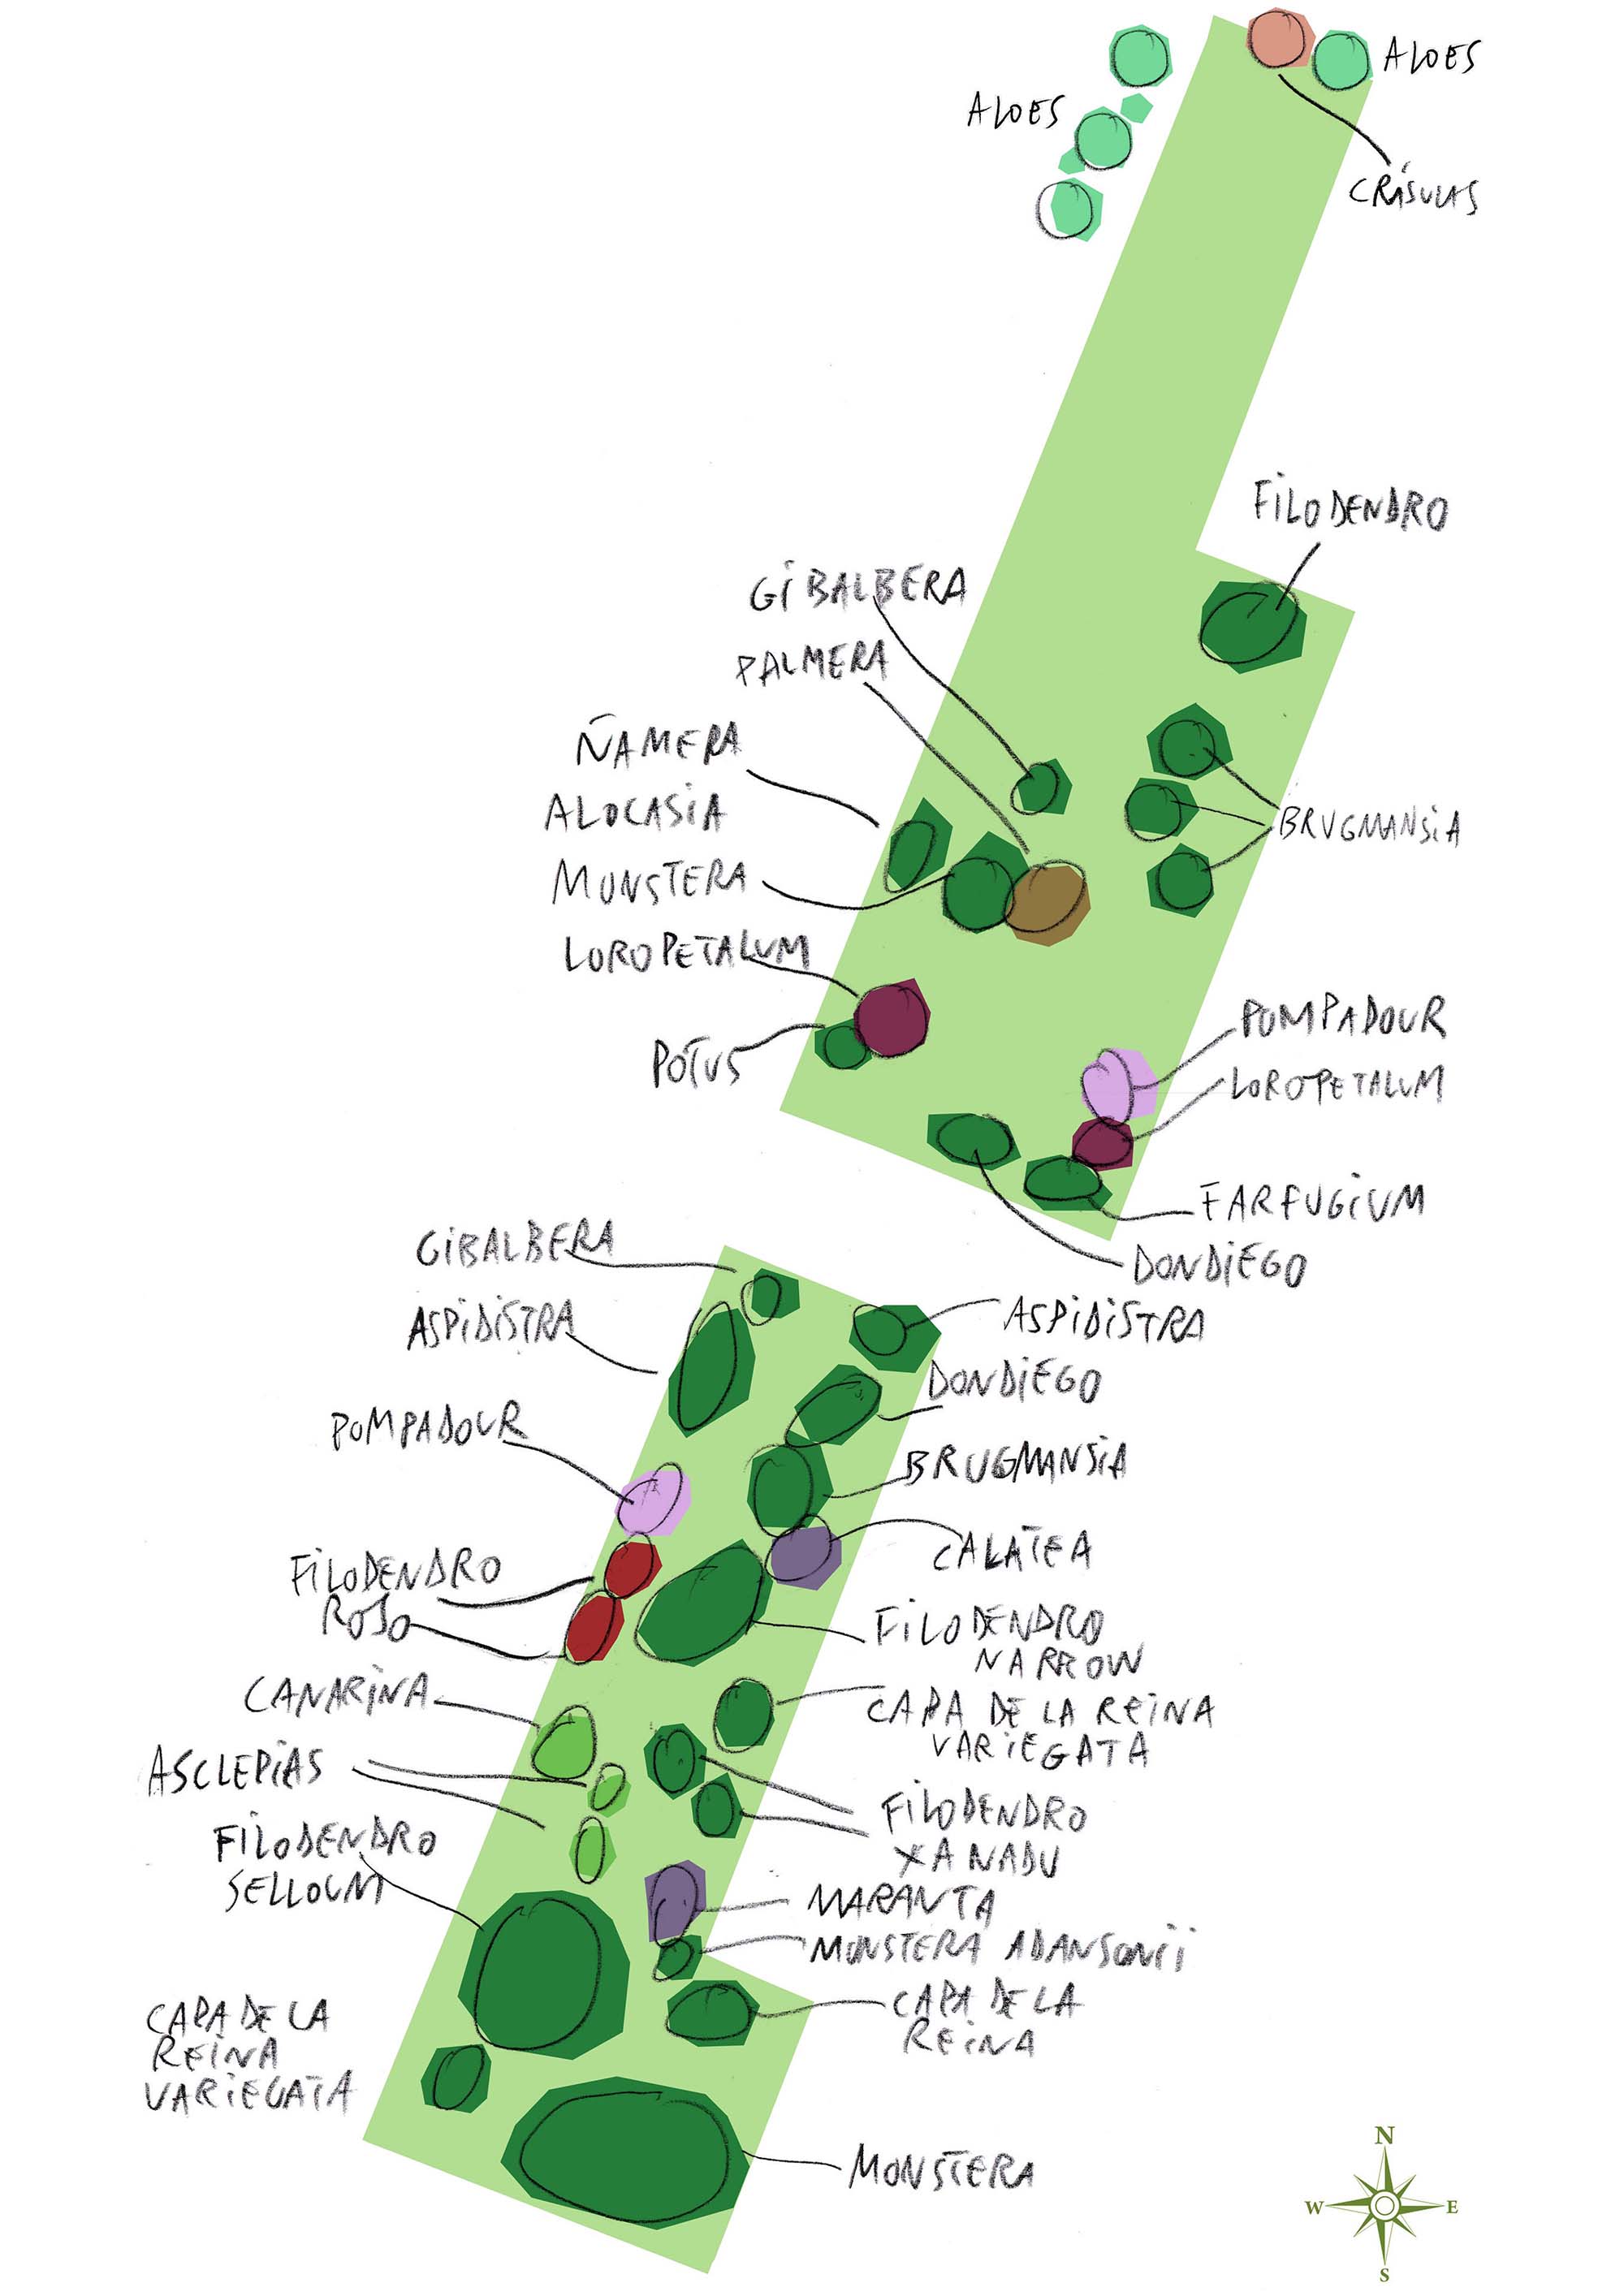 ALOES
ALOES
CRÁSULAS
FILODENDRO
GIBALBERA
PALMERA
ÑAMERA
ALOCASIA
MONSTERA
LOROPETALUM
POTUS
BRUGMANSIA
POMPADOUR
LOROPETALUM
FARFUGIUM
DONDIEGO
GIBALBERA
ASPIDISTRA
ASPIDISTRA
DONDIEGO
POMPADOUR
BRUGMANSIA
CALATEA
FILODENDRO
ROJO
FILODENDRO
NARROW
CANARINA
CAPA DE LA REINA
VARIEGATA
ASCLEPIAS
FILODENDRO
XANADU
FILODENDRO
SELLOUM
MARANTA
MONSTERA ADANSONII
CAPA DE LA
REINA
CAPA DE LA
REINA
VARIEGATA
MONSTERA
N
W E
S